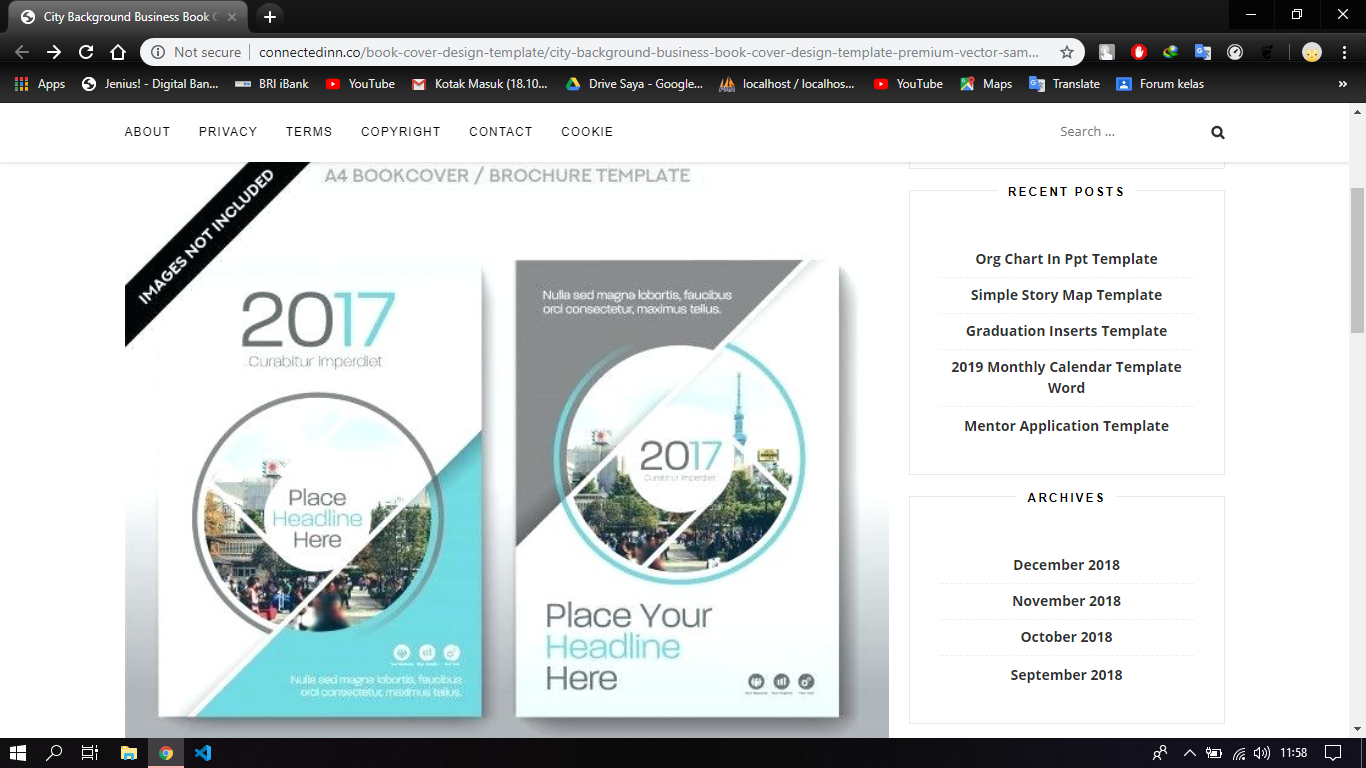 City Background Business Book C
Not secure
connectedinn.co/book-cover-design-template/city-background-business-book-cover-design-template-premium-vector-sam...
Apps
Jenius! - Digital Ban...
BRI iBank
YouTube
Kotak Masuk (18.10...
Drive Saya - Google...
localhost / localhos...
YouTube
Maps
Translate
Forum kelas
»
ABOUT
PRIVACY
TERMS
COPYRIGHT
CONTACT
COOKIE
Search ...
IMAGES NOT INCLUDED
A4 BOOKCOVER / BROCHURE TEMPLATE
2017
Curabitur imperdiet
Place
Headline
Here
Nulla sed magna lobortis, faucibus
orci consectetur, maximus tellus.
Nulla sed magna lobortis, faucibus
orci consectetur, maximus tellus.
2017
Curabitur imperdiet
Place Your
Headline
Here
RECENT POSTS
Org Chart In Ppt Template
Simple Story Map Template
Graduation Inserts Template
2019 Monthly Calendar Template
Word
Mentor Application Template
ARCHIVES
December 2018
November 2018
October 2018
September 2018
11:58